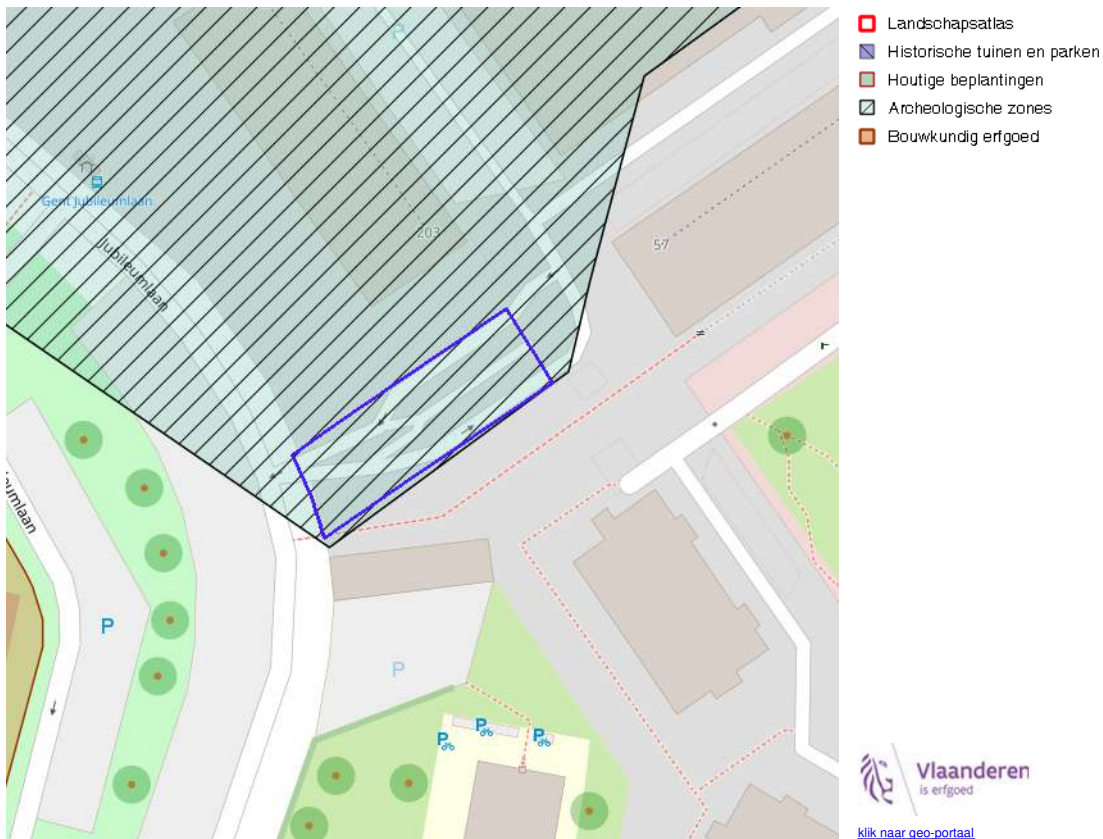 Landschapsatlas
Historische tuinen en parken
Houtige beplantingen
Archeologische zones
Bouwkundig erfgoed
P
Gent Jubileumlaan
Jubileumlaan
203
57
eumlaan
P
P
P
P
P
Vlaanderen
is erfgoed
klik naar geo-portaal